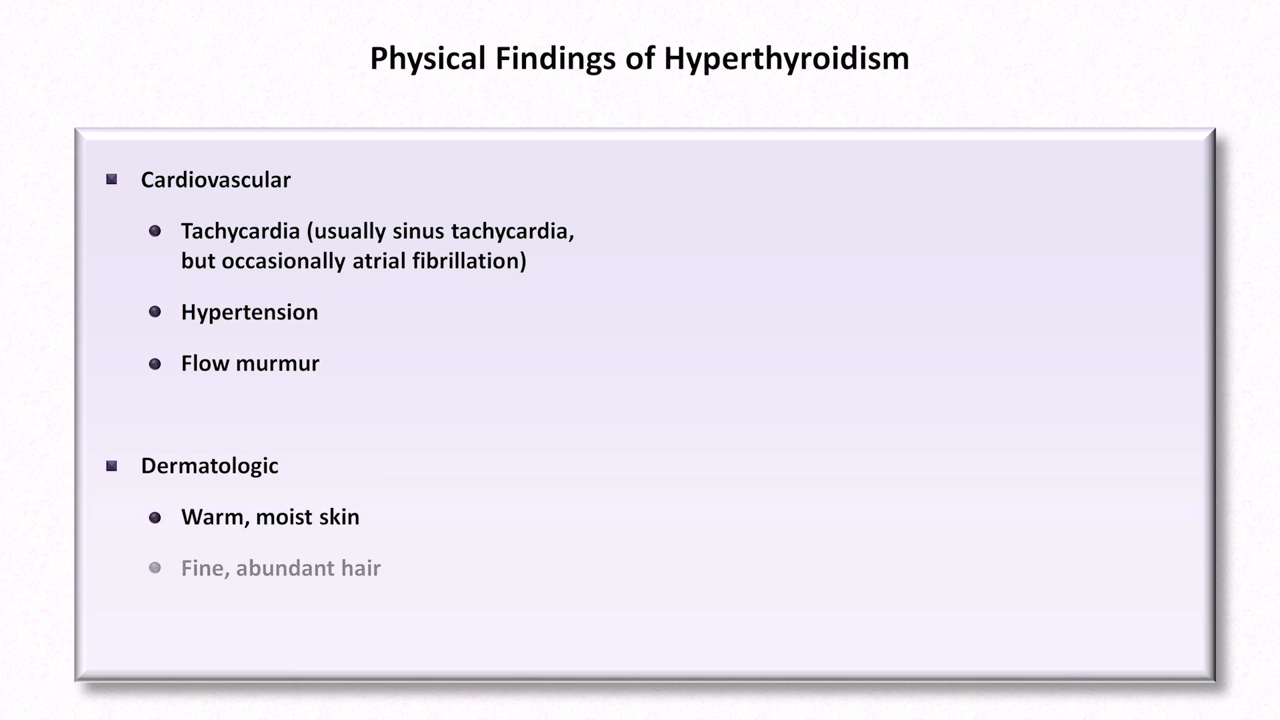 Physical Findings of Hyperthyroidism
Cardiovascular
Tachycardia (usually sinus tachycardia,
but occasionally atrial fibrillation)
Hypertension
Flow murmur
Dermatologic
Warm, moist skin
Fine, abundant hair